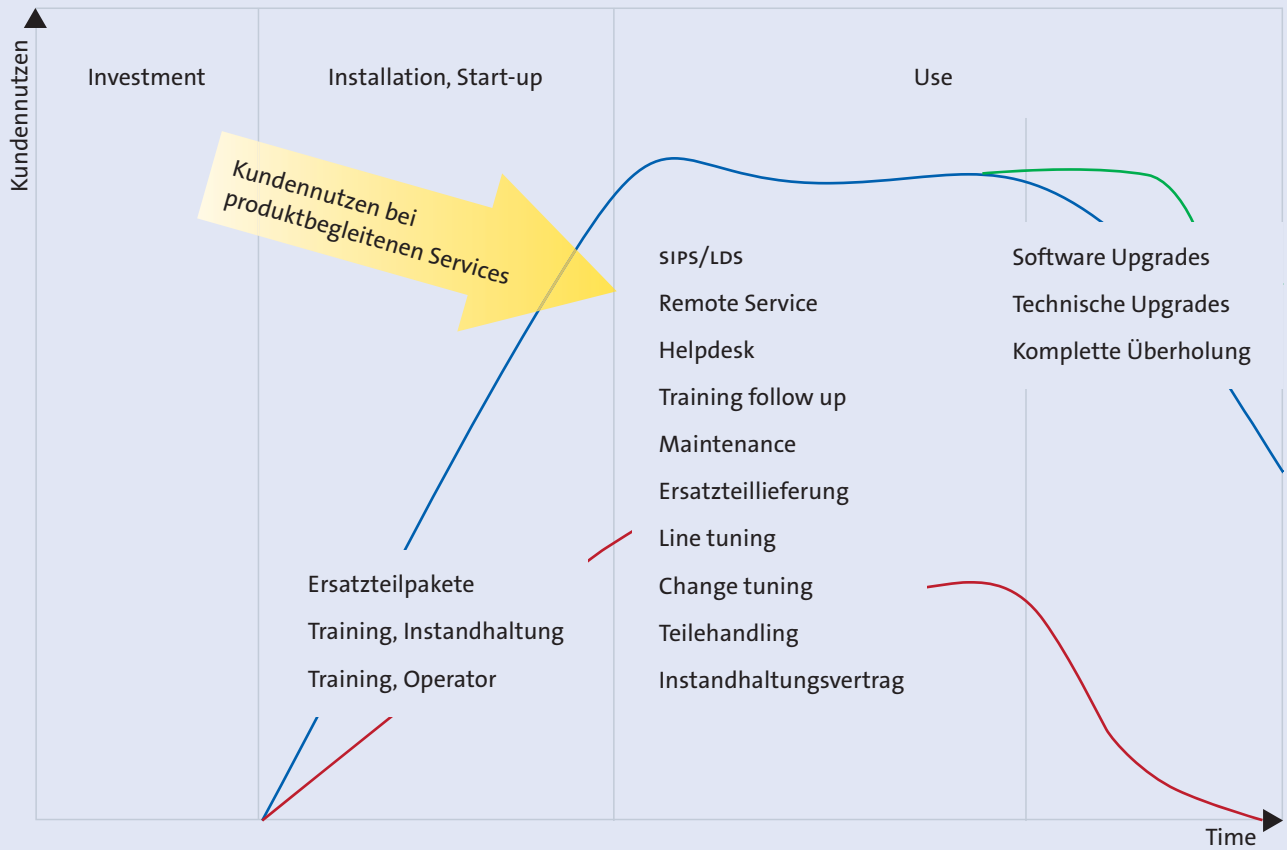 Kundennutzen
Investment
Installation, Start-up
Use
Kundennutzen bei
produktbegleitenen Services
SIPS/LDS
Remote Service
Helpdesk
Training follow up
Maintenance
Ersatzteillieferung
Line tuning
Change tuning
Teilehandling
Instandhaltungsvertrag
Software Upgrades
Technische Upgrades
Komplette Überholung
Ersatzteilpakete
Training, Instandhaltung
Training, Operator
Time